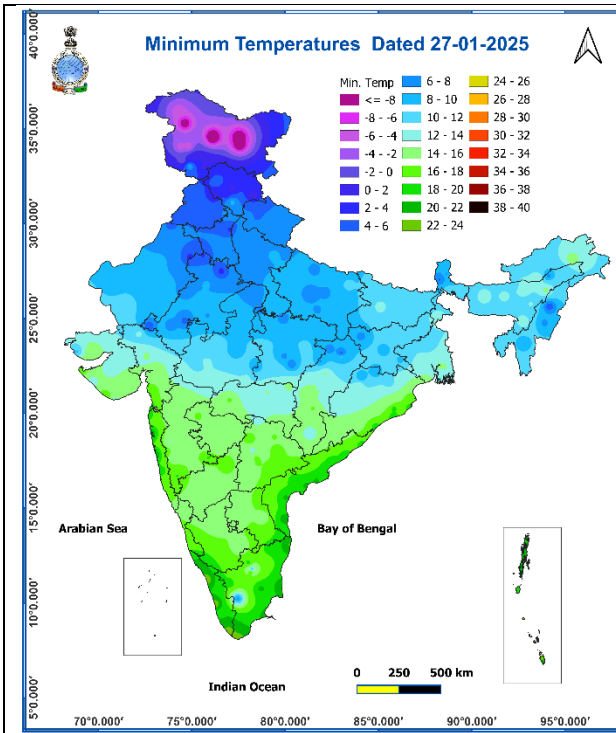 Minimum Temperatures Dated 27-01-2025
Min. Temp
<= -8
-8 - -6
-6 - -4
-4 - -2
-2 - 0
0 - 2
2 - 4
4 - 6
6 - 8
8 - 10
10 - 12
12 - 14
14 - 16
16 - 18
18 - 20
20 - 22
22 - 24
24 - 26
26 - 28
28 - 30
30 - 32
32 - 34
34 - 36
36 - 38
38 - 40
40°0.000'
35°0.000'
30°0.000'
25°0.000'
20°0.000'
15°0.000'
10°0.000'
5°0.000'
Arabian Sea
Bay of Bengal
Indian Ocean
0 250 500 km
70°0.000' 75°0.000' 80°0.000' 85°0.000' 90°0.000' 95°0.000'